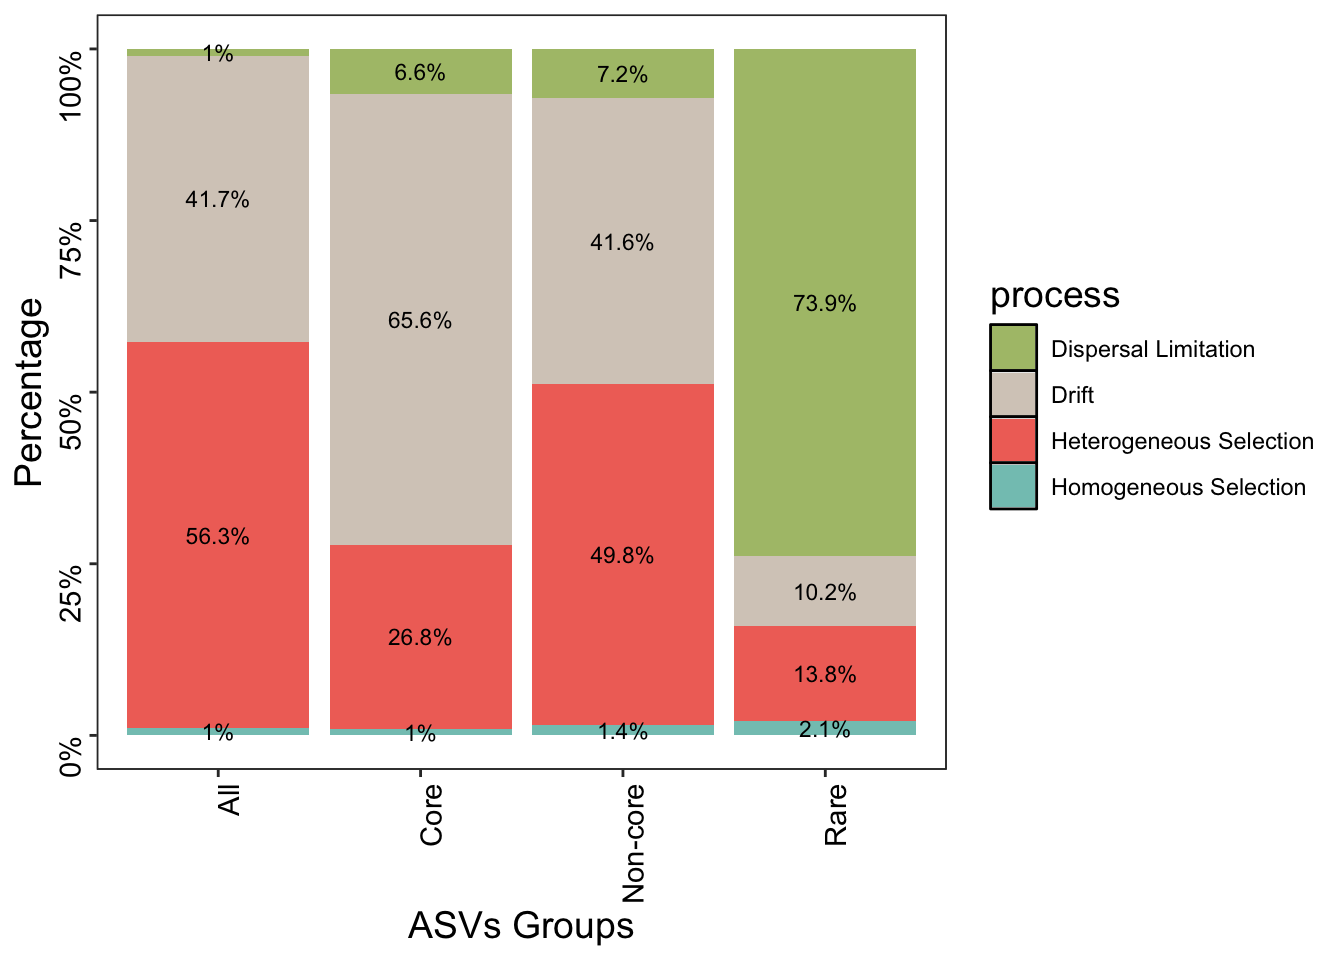 Percentage
100%
75%
50%
25%
0%
1%
41.7%
56.3%
1%
6.6%
65.6%
26.8%
1%
7.2%
41.6%
49.8%
1.4%
73.9%
10.2%
13.8%
2.1%
All
Core
Non-core
Rare
ASVs Groups
process
Dispersal Limitation
Drift
Heterogeneous Selection
Homogeneous Selection